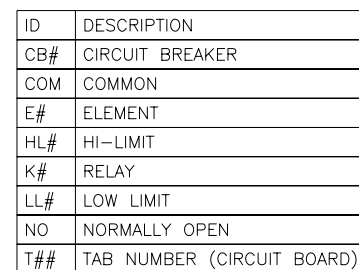 ID DESCRIPTION
CB# CIRCUIT BREAKER
COM COMMON
E# ELEMENT
HL# HI-LIMIT
K# RELAY
LL# LOW LIMIT
NO NORMALLY OPEN
T## TAB NUMBER (CIRCUIT BOARD)